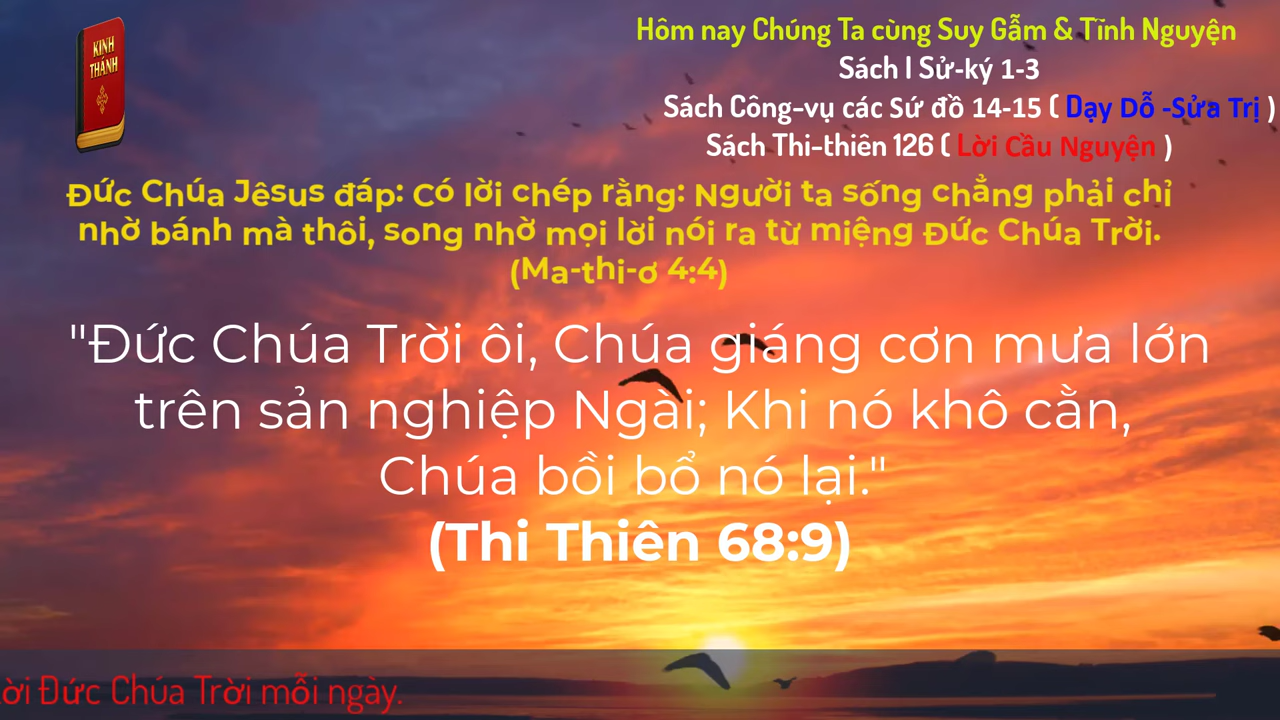 KINH
THÁNH
Hôm nay Chúng Ta cùng Suy Gẫm & Tĩnh Nguyện
Sách I Sử-ký 1-3
Sách Công-vụ các Sứ đồ 14-15 ( Dạy Dỗ -Sửa Trị )
Sách Thi-thiên 126 ( Lời Cầu Nguyện )
Đức Chúa Jêsus đáp: Có lời chép rằng: Người ta sống chẳng phải chỉ
nhờ bánh mà thôi, song nhờ mọi lời nói ra từ miệng Đức Chúa Trời.
(Ma-thi-ơ 4:4)
"Đức Chúa Trời ôi, Chúa giáng cơn mưa lớn
trên sản nghiệp Ngài; Khi nó khô cằn,
Chúa bồi bổ nó lại."
(Thi Thiên 68:9)
Đức Chúa Trời mỗi ngày.